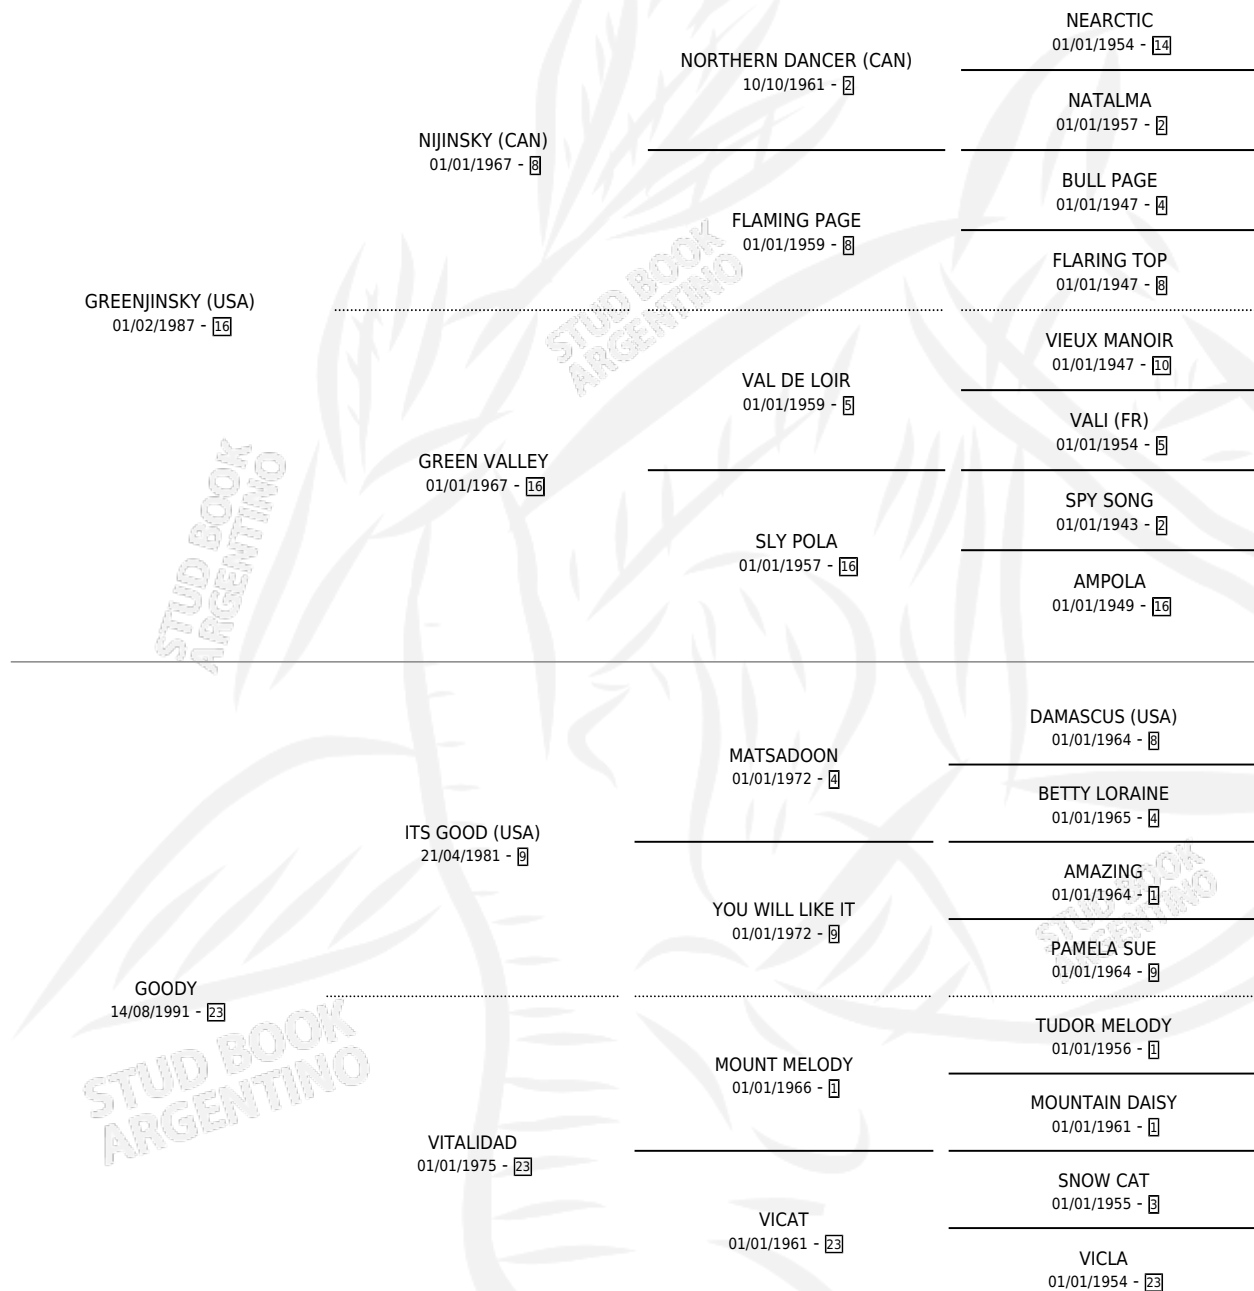 NEARCTIC
01/01/1954 - 14
NORTHERN DANCER (CAN)
10/10/1961 - 2
NATALMA
01/01/1957 - 2
NIJINSKY (CAN)
01/01/1967 - 8
BULL PAGE
01/01/1947 - 4
FLAMING PAGE
01/01/1959 - 8
FLARING TOP
01/01/1947 - 8
GREENJINSKY (USA)
01/02/1987 - 16
VIEUX MANOIR
01/01/1947 - 10
VAL DE LOIR
01/01/1959 - 5
VALI (FR)
01/01/1954 - 5
GREEN VALLEY
01/01/1967 - 16
SPY SONG
01/01/1943 - 2
SLY POLA
01/01/1957 - 16
AMPOLA
01/01/1949 - 16
STUD BOOK
ARGENTINO
STUD BOOK
ARGENTINO
DAMASCUS (USA)
01/01/1964 - 8
MATSADOON
01/01/1972 - 4
BETTY LORAINE
01/01/1965 - 4
ITS GOOD (USA)
21/04/1981 - 9
AMAZING
01/01/1964 - 1
YOU WILL LIKE IT
01/01/1972 - 9
PAMELA SUE
01/01/1964 - 9
STUD BOOK
ARGENTINO
GOODY
14/08/1991 - 23
TUDOR MELODY
01/01/1956 - 1
MOUNT MELODY
01/01/1966 - 1
MOUNTAIN DAISY
01/01/1961 - 1
VITALIDAD
01/01/1975 - 23
SNOW CAT
01/01/1955 - 3
VICAT
01/01/1961 - 23
VICLA
01/01/1954 - 23
STUD BOOK
ARGENTINO